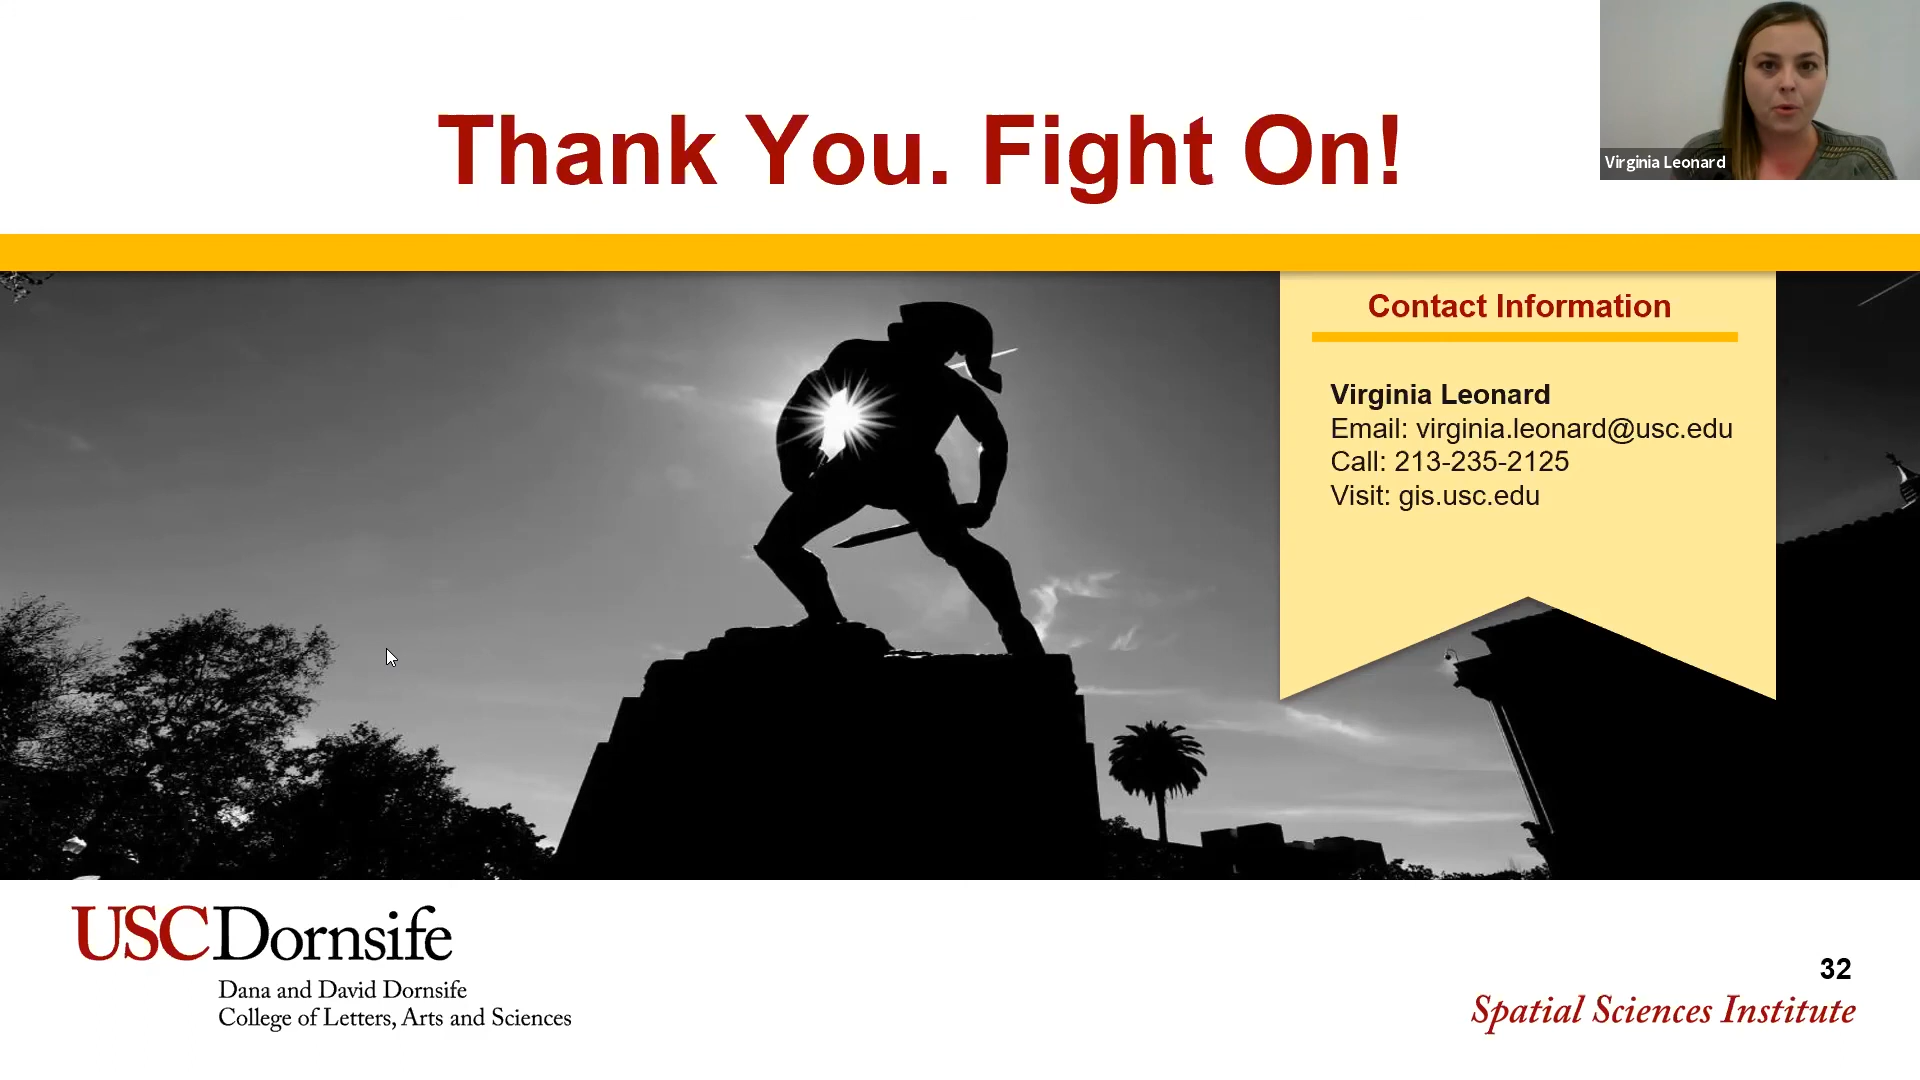 Thank You. Fight On!
Virginia Leonard
Contact Information
Virginia Leonard
Email: virginia.leonard@usc.edu
Call: 213-235-2125
Visit: gis.usc.edu
USCDornsife
Dana and David Dornsife
College of Letters, Arts and Sciences
32
Spatial Sciences Institute